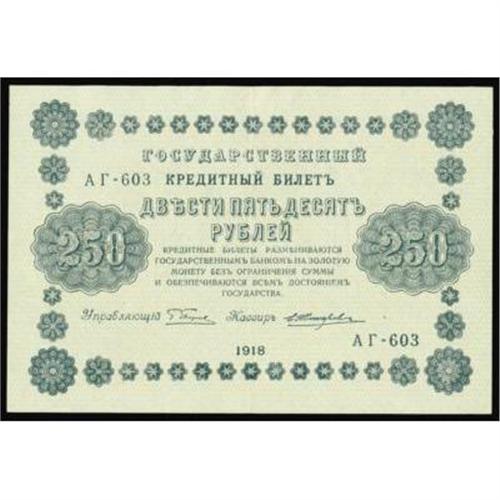 ГОСУДАРСТВЕННЫЙ
АГ-603 КРЕДИТНЫЙ БИЛЕТЪ
ДВѢСТИ ПЯТЬДЕСЯТЪ
РУБЛЕЙ
250 250
КРЕДИТНЫЕ БИЛЕТЫ РАЗМѢНИВАЮТСЯ
ГОСУДАРСТВЕННЫМЪ БАНКОМЪ НА ЗОЛОТУЮ
МОНЕТУ БЕЗЪ ОГРАНИЧЕНІЯ СУММЫ
И ОБЕЗПЕЧИВАЮТСЯ ВСѢМЪ ДОСТОЯНІЕМЪ
ГОСУДАРСТВА.
Управляющій Кассиръ
1918
АГ-603